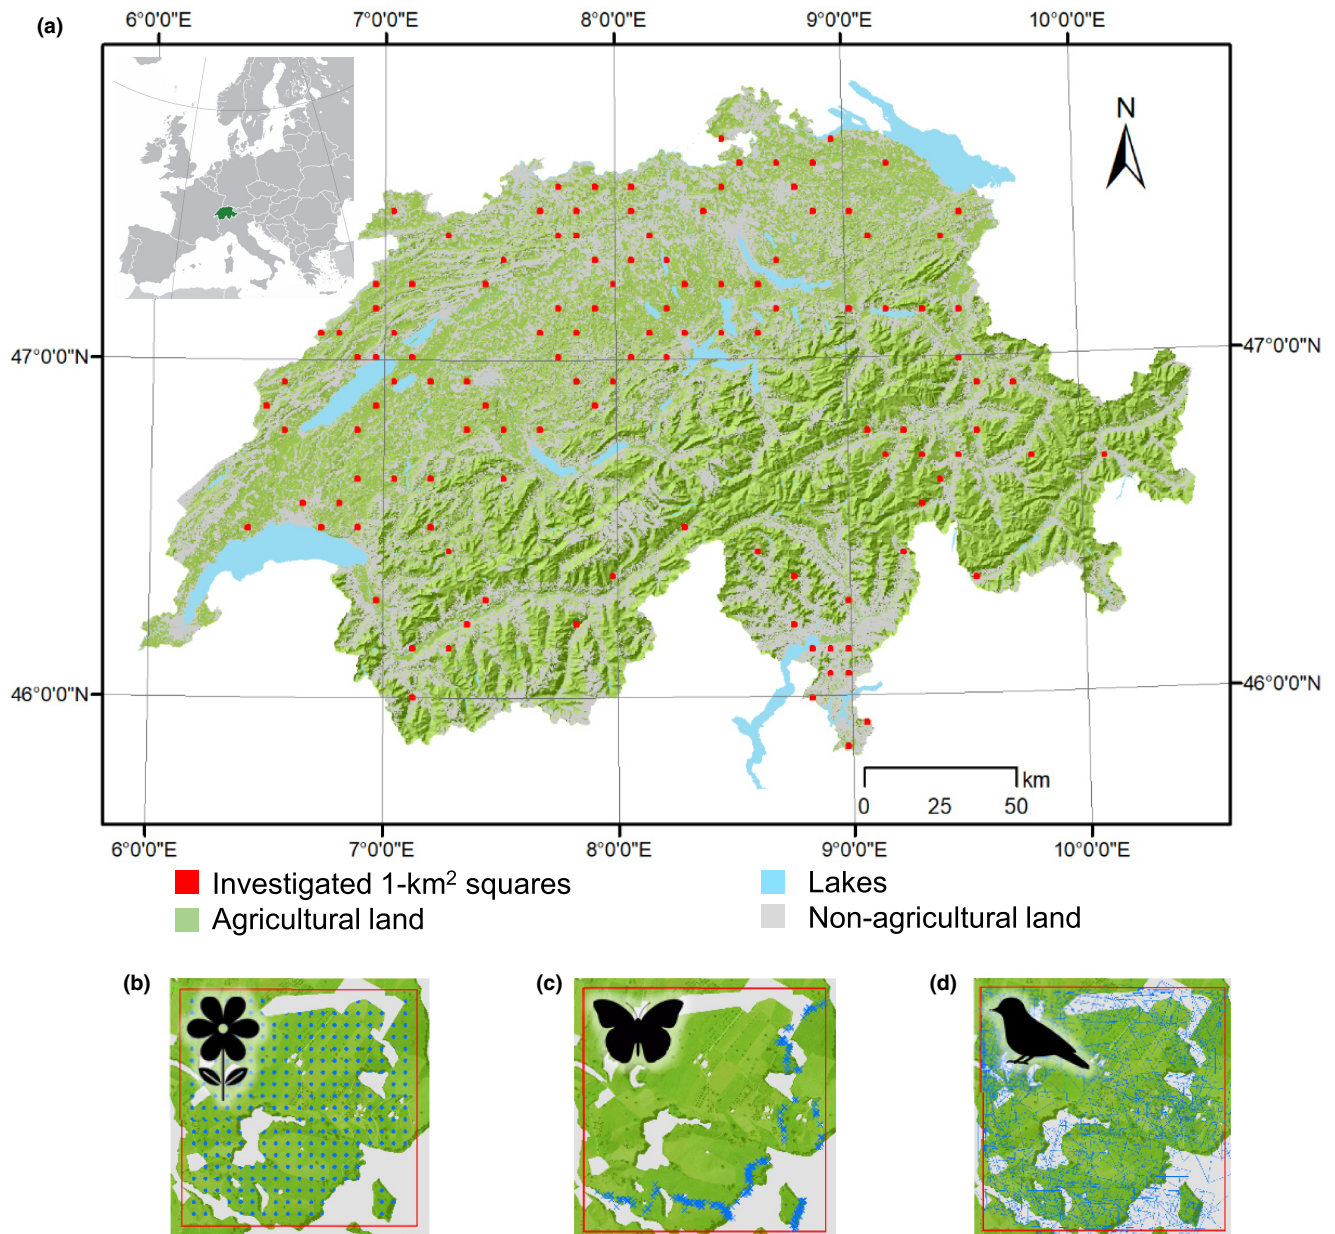 (a)
6°0'0"E 7°0'0"E 8°0'0"E 9°0'0"E 10°0'0"E
N
47°0'0"N 47°0'0"N
46°0'0"N 46°0'0"N
km
0 25 50
6°0'0"E 7°0'0"E 8°0'0"E 9°0'0"E 10°0'0"E
Investigated 1-km² squares
Lakes
Agricultural land
Non-agricultural land
(b) (c) (d)